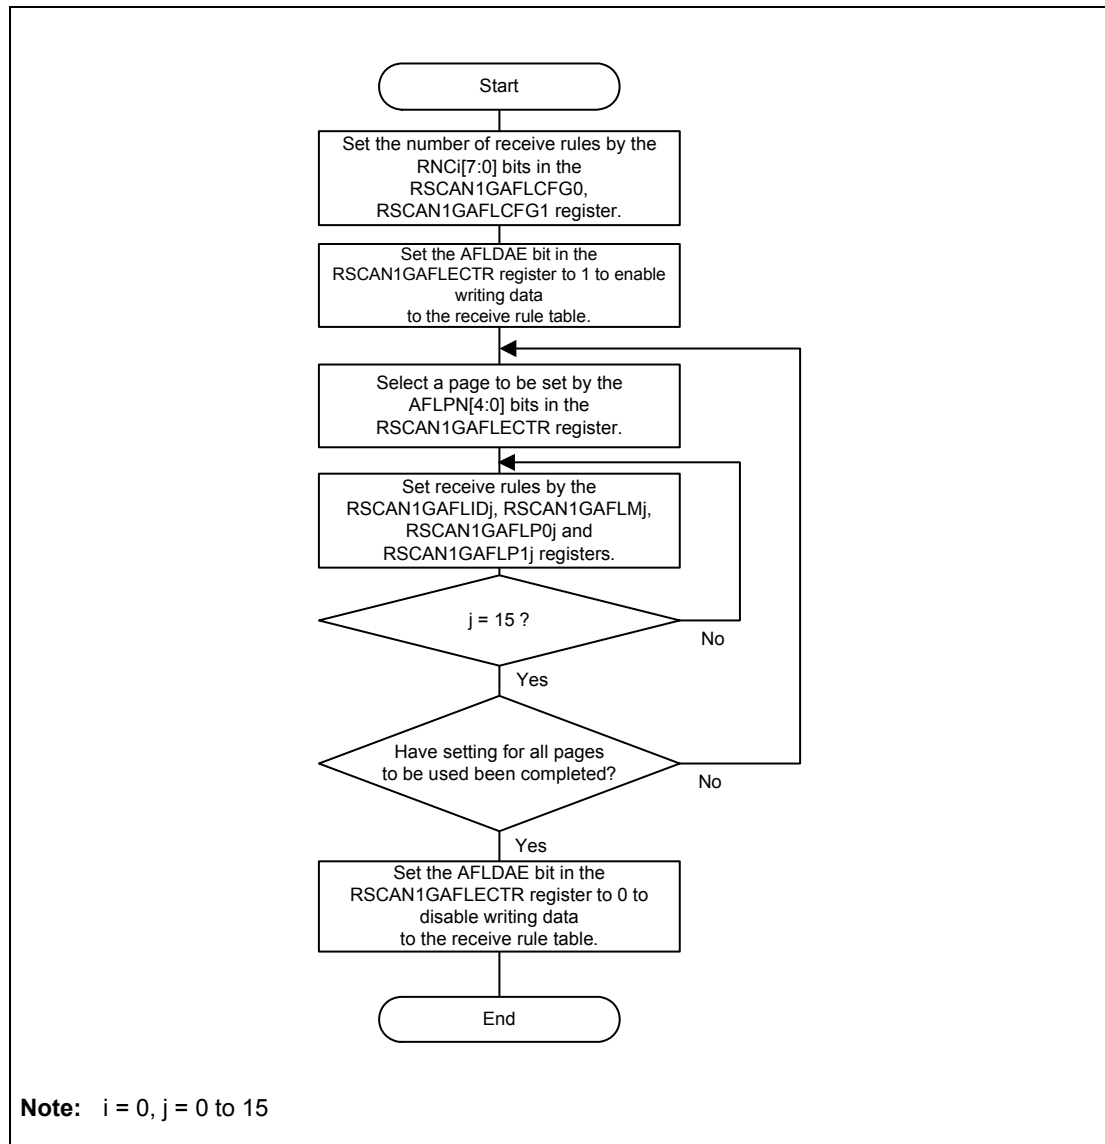 Start
Set the number of receive rules by the
RNCi[7:0] bits in the
RSCAN1GAFLCFG0,
RSCAN1GAFLCFG1 register.
Set the AFLDAE bit in the
RSCAN1GAFLECTR register to 1 to enable
writing data
to the receive rule table.
Select a page to be set by the
AFLPN[4:0] bits in the
RSCAN1GAFLECTR register.
Set receive rules by the
RSCAN1GAFLIDj, RSCAN1GAFLMj,
RSCAN1GAFLP0j and
RSCAN1GAFLP1j registers.
j = 15 ?
No
Yes
Have setting for all pages
to be used been completed?
No
Yes
Set the AFLDAE bit in the
RSCAN1GAFLECTR register to 0 to
disable writing data
to the receive rule table.
End
Note: i = 0, j = 0 to 15